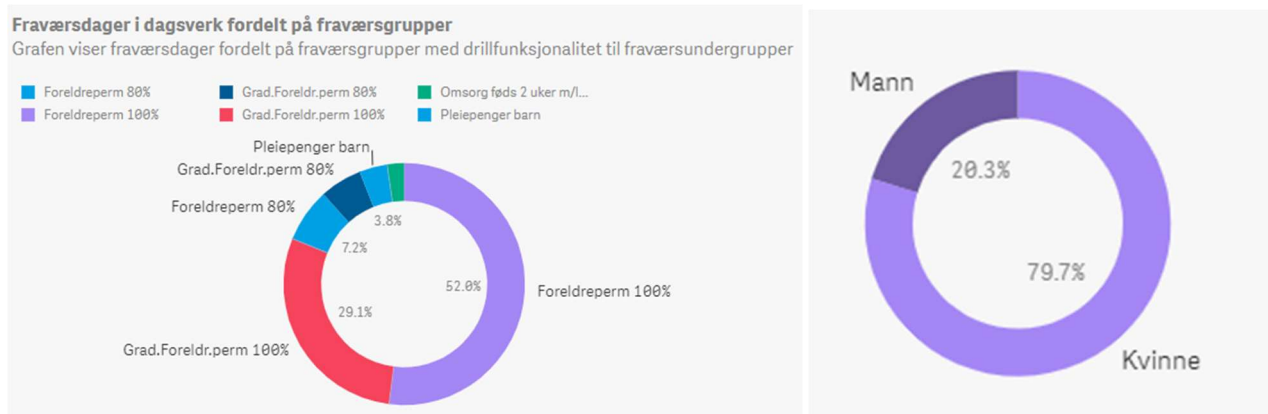 Fraværsdager i dagsverk fordelt på fraværsgrupper
Grafen viser fraværsdager fordelt på fraværsgrupper med drillfunksjonalitet til fraværsundergrupper
Foreldreperm 80% Grad.Foreldr.perm 80% Omsorg føds 2 uker m/l...
Foreldreperm 100% Grad.Foreldr.perm 100% Pleiepenger barn
Pleiepenger barn
Grad.Foreldr.perm 80%
Foreldreperm 80%
3.8%
7.2%
52.0%
Foreldreperm 100%
29.1%
Grad.Foreldr.perm 100%
Mann
20.3%
79.7%
Kvinne